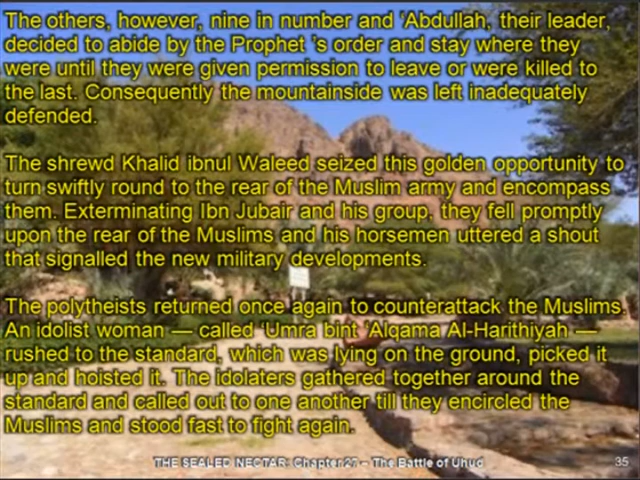 The others, however, nine in number and 'Abdullah, their leader,
decided to abide by the Prophet 's order and stay where they
were until they were given permission to leave or were killed to
the last. Consequently the mountainside was left inadequately
defended.
The shrewd Khalid ibnul Waleed seized this golden opportunity to
turn swiftly round to the rear of the Muslim army and encompass
them. Exterminating Ibn Jubair and his group, they fell promptly
upon the rear of the Muslims and his horsemen uttered a shout
that signalled the new military developments.
The polytheists returned once again to counterattack the Muslims.
An idolist woman — called 'Umra bint 'Alqama Al-Harithiyah —
rushed to the standard, which was lying on the ground, picked it
up and hoisted it. The idolaters gathered together around the
standard and called out to one another till they encircled the
Muslims and stood fast to fight again.
THE SEALED NECTAR: Chapter27 – The Battle of Uhud 35